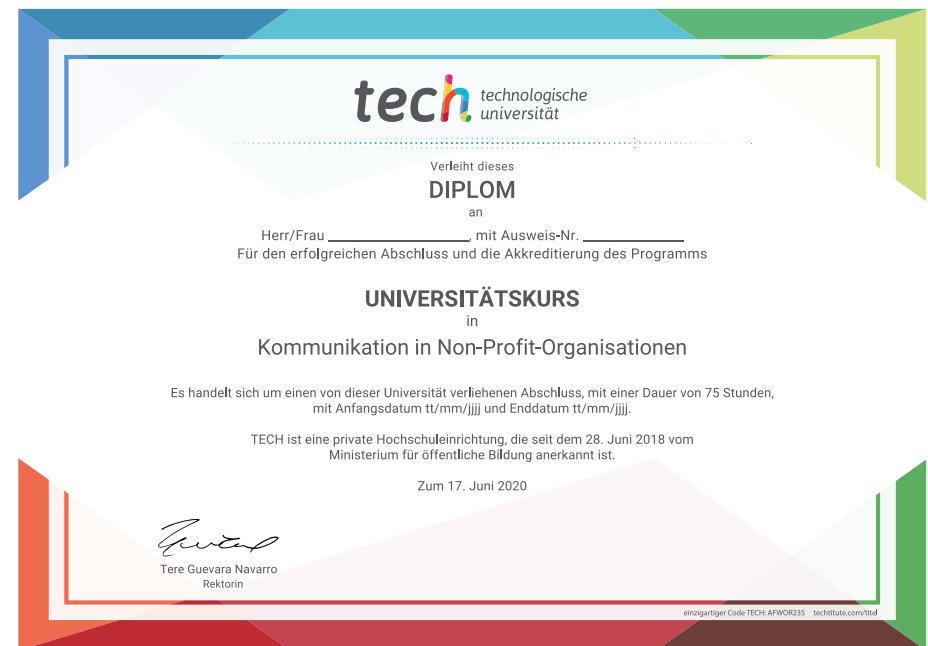 tech technologische
universität
Verleiht dieses
DIPLOM
an
Herr/Frau ____________________, mit Ausweis-Nr. ______________
Für den erfolgreichen Abschluss und die Akkreditierung des Programms
UNIVERSITÄTSKURS
in
Kommunikation in Non-Profit-Organisationen
Es handelt sich um einen von dieser Universität verliehenen Abschluss, mit einer Dauer von 75 Stunden,
mit Anfangsdatum tt/mm/jjjj und Enddatum tt/mm/jjjj.
TECH ist eine private Hochschuleinrichtung, die seit dem 28. Juni 2018 vom
Ministerium für öffentliche Bildung anerkannt ist.
Zum 17. Juni 2020
Tere Guevara Navarro
Rektorin
einzigartiger Code TECH: AFWOR23S techtitute.com/titel